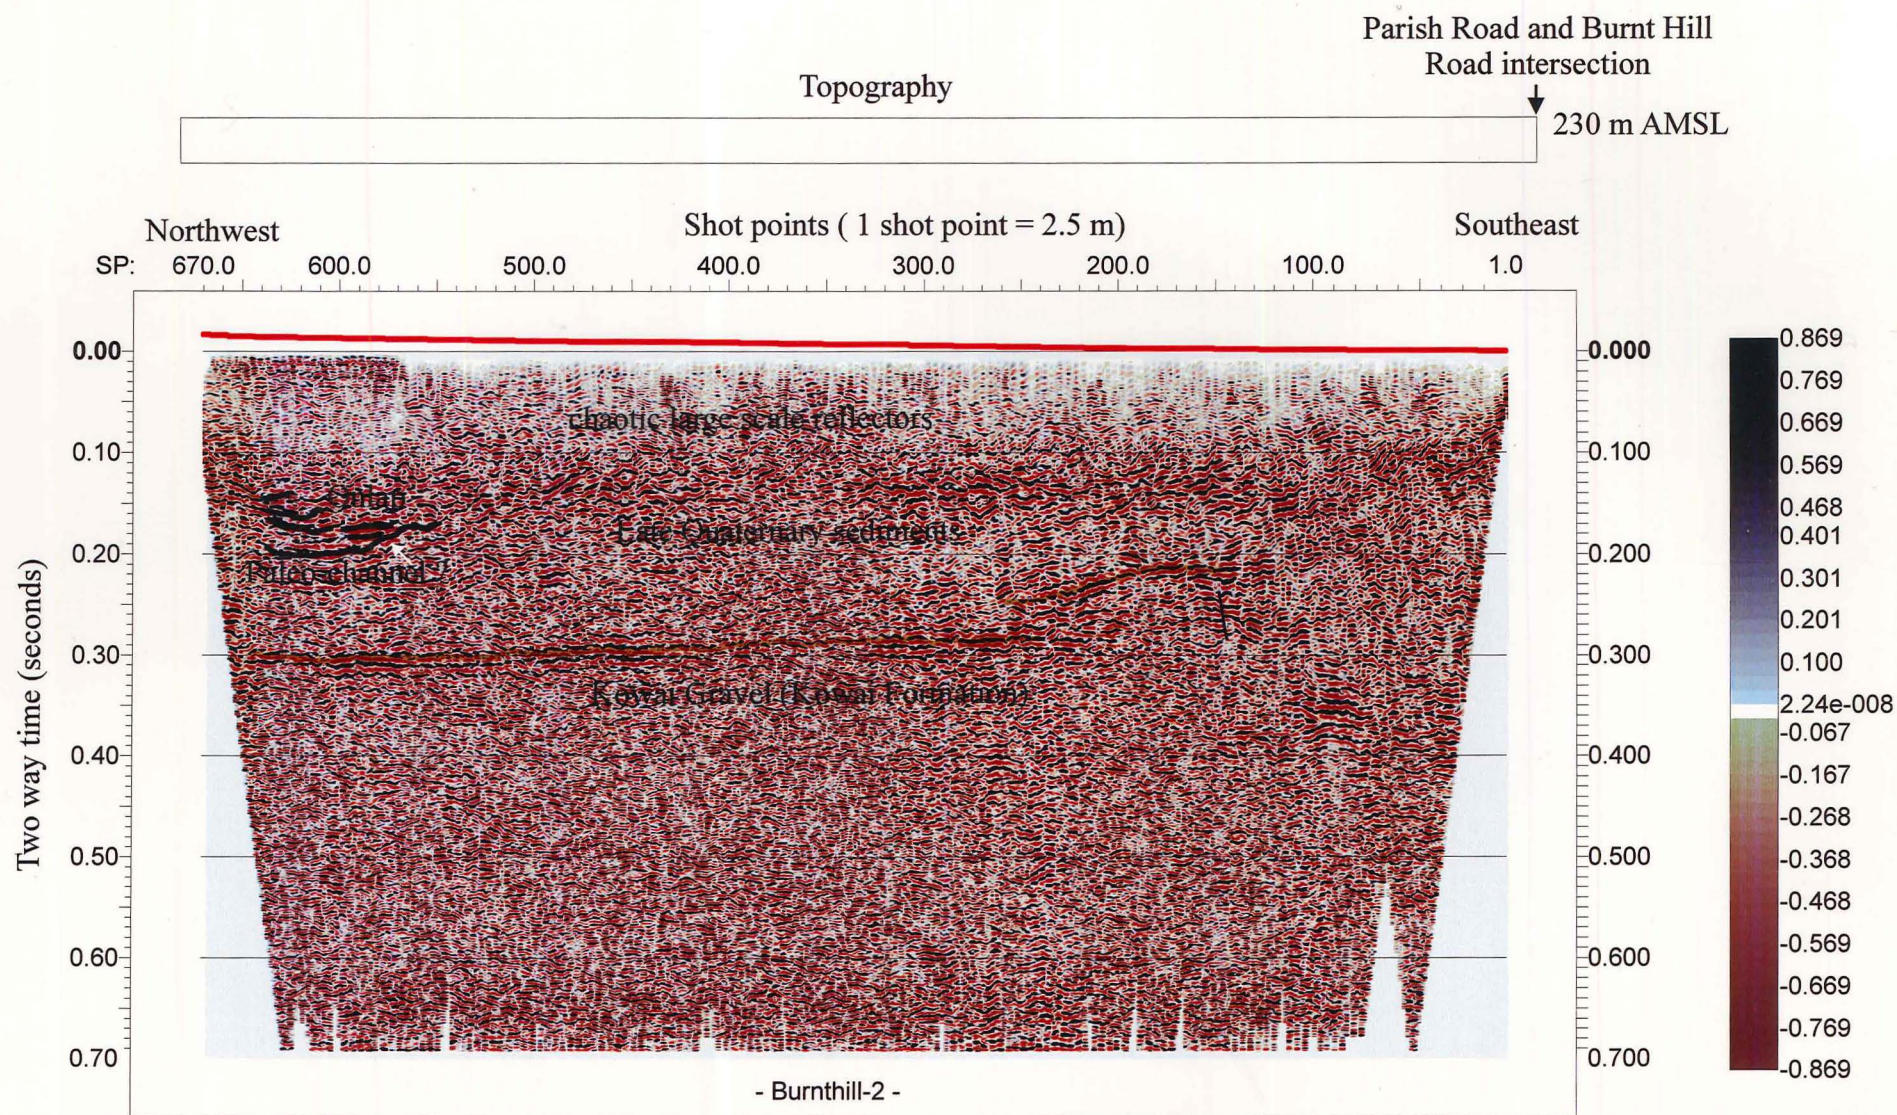 Parish Road and Burnt Hill
Road intersection
Topography
230 m AMSL
Northwest
Shot points ( 1 shot point = 2.5 m)
Southeast
SP: 670.0 600.0 500.0 400.0 300.0 200.0 100.0 1.0
0.00
0.10
0.20
0.30
0.40
0.50
0.60
0.70
Two way time (seconds)
chaotic large scale reflectors
Onlap
Late Quaternary sediments
Paleo-channel ?
Kowai Gravel (Kowai Formation)
0.000
0.100
0.200
0.300
0.400
0.500
0.600
0.700
0.869
0.769
0.669
0.569
0.468
0.401
0.301
0.201
0.100
2.24e-008
-0.067
-0.167
-0.268
-0.368
-0.468
-0.569
-0.669
-0.769
-0.869
- Burnthill-2 -